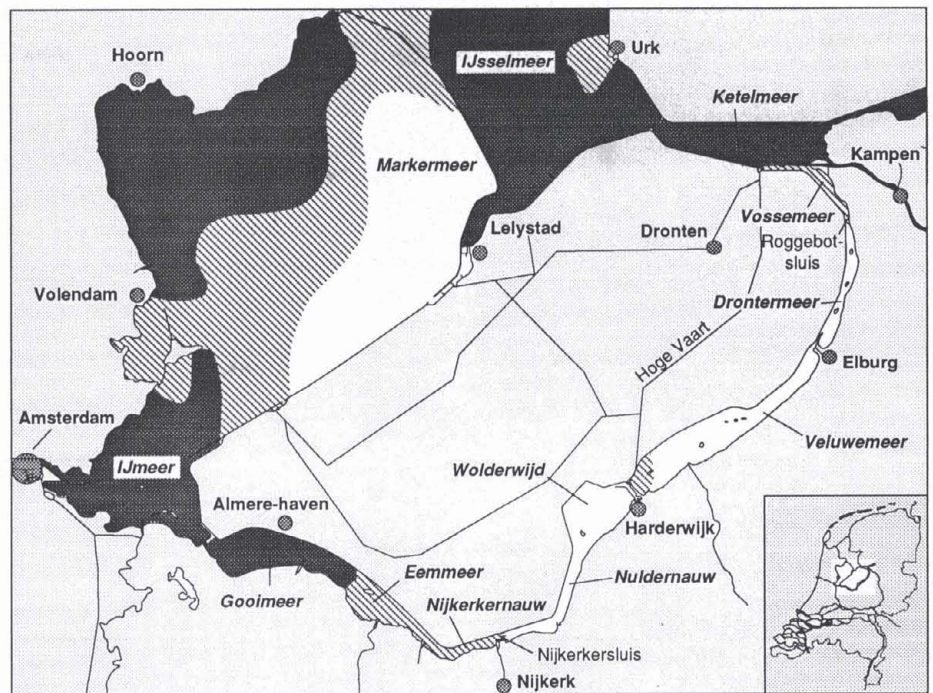 Hoorn
IJsselmeer
Urk
Ketelmeer
Markermeer
Kampen
Vossemeer
Lelystad
Dronten
Roggebot-
sluis
Volendam
Drontermeer
Hoge Vaart
Elburg
Amsterdam
IJmeer
Wolderwijd
Veluwemeer
Almere-haven
Harderwijk
Eemmeer
Nuldernauw
Gooimeer
Nijkerkernauw
Nijkerkersluis
Nijkerk